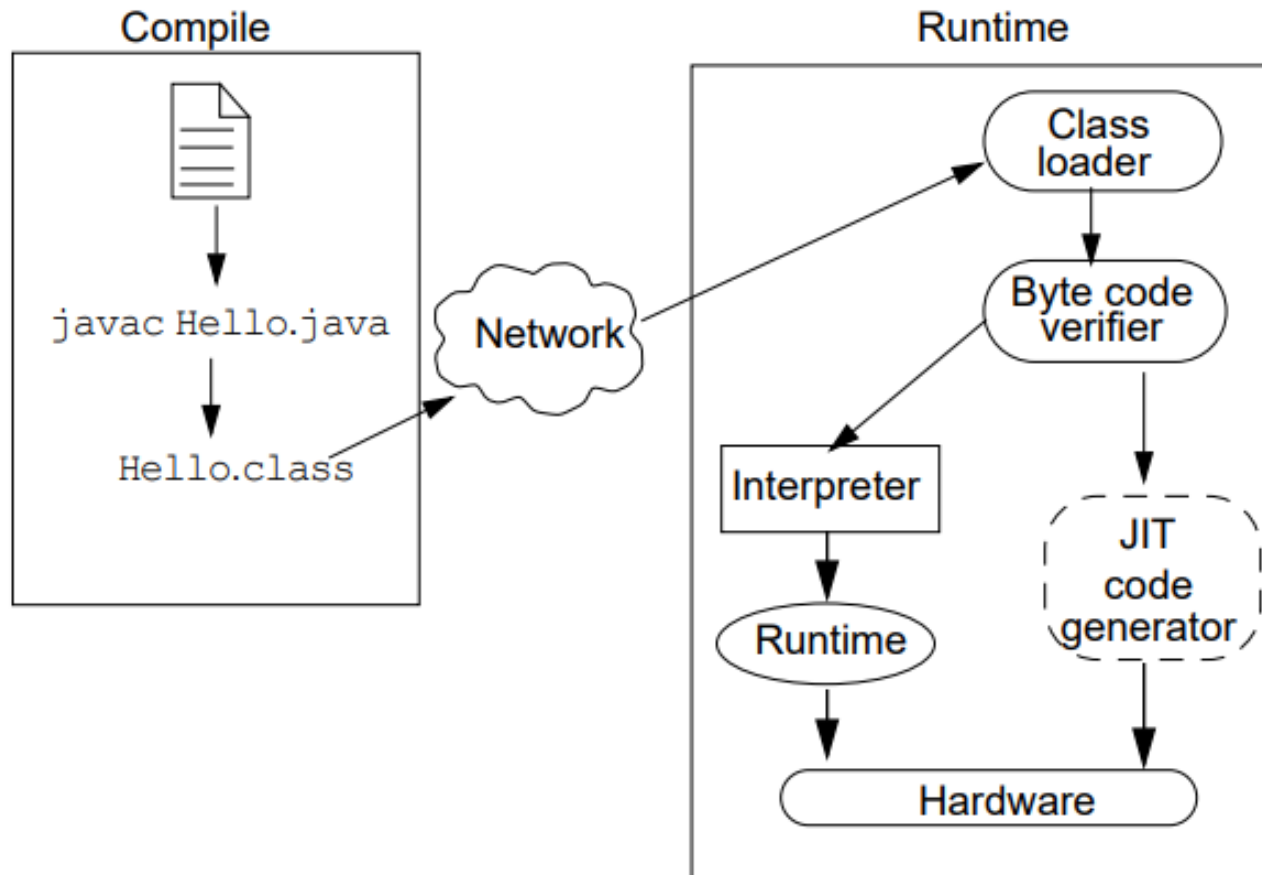 Compile
javac Hello.java
Hello.class
Network
Runtime
Class
loader
Byte code
verifier
Interpreter
Runtime
JIT
code
generator
Hardware